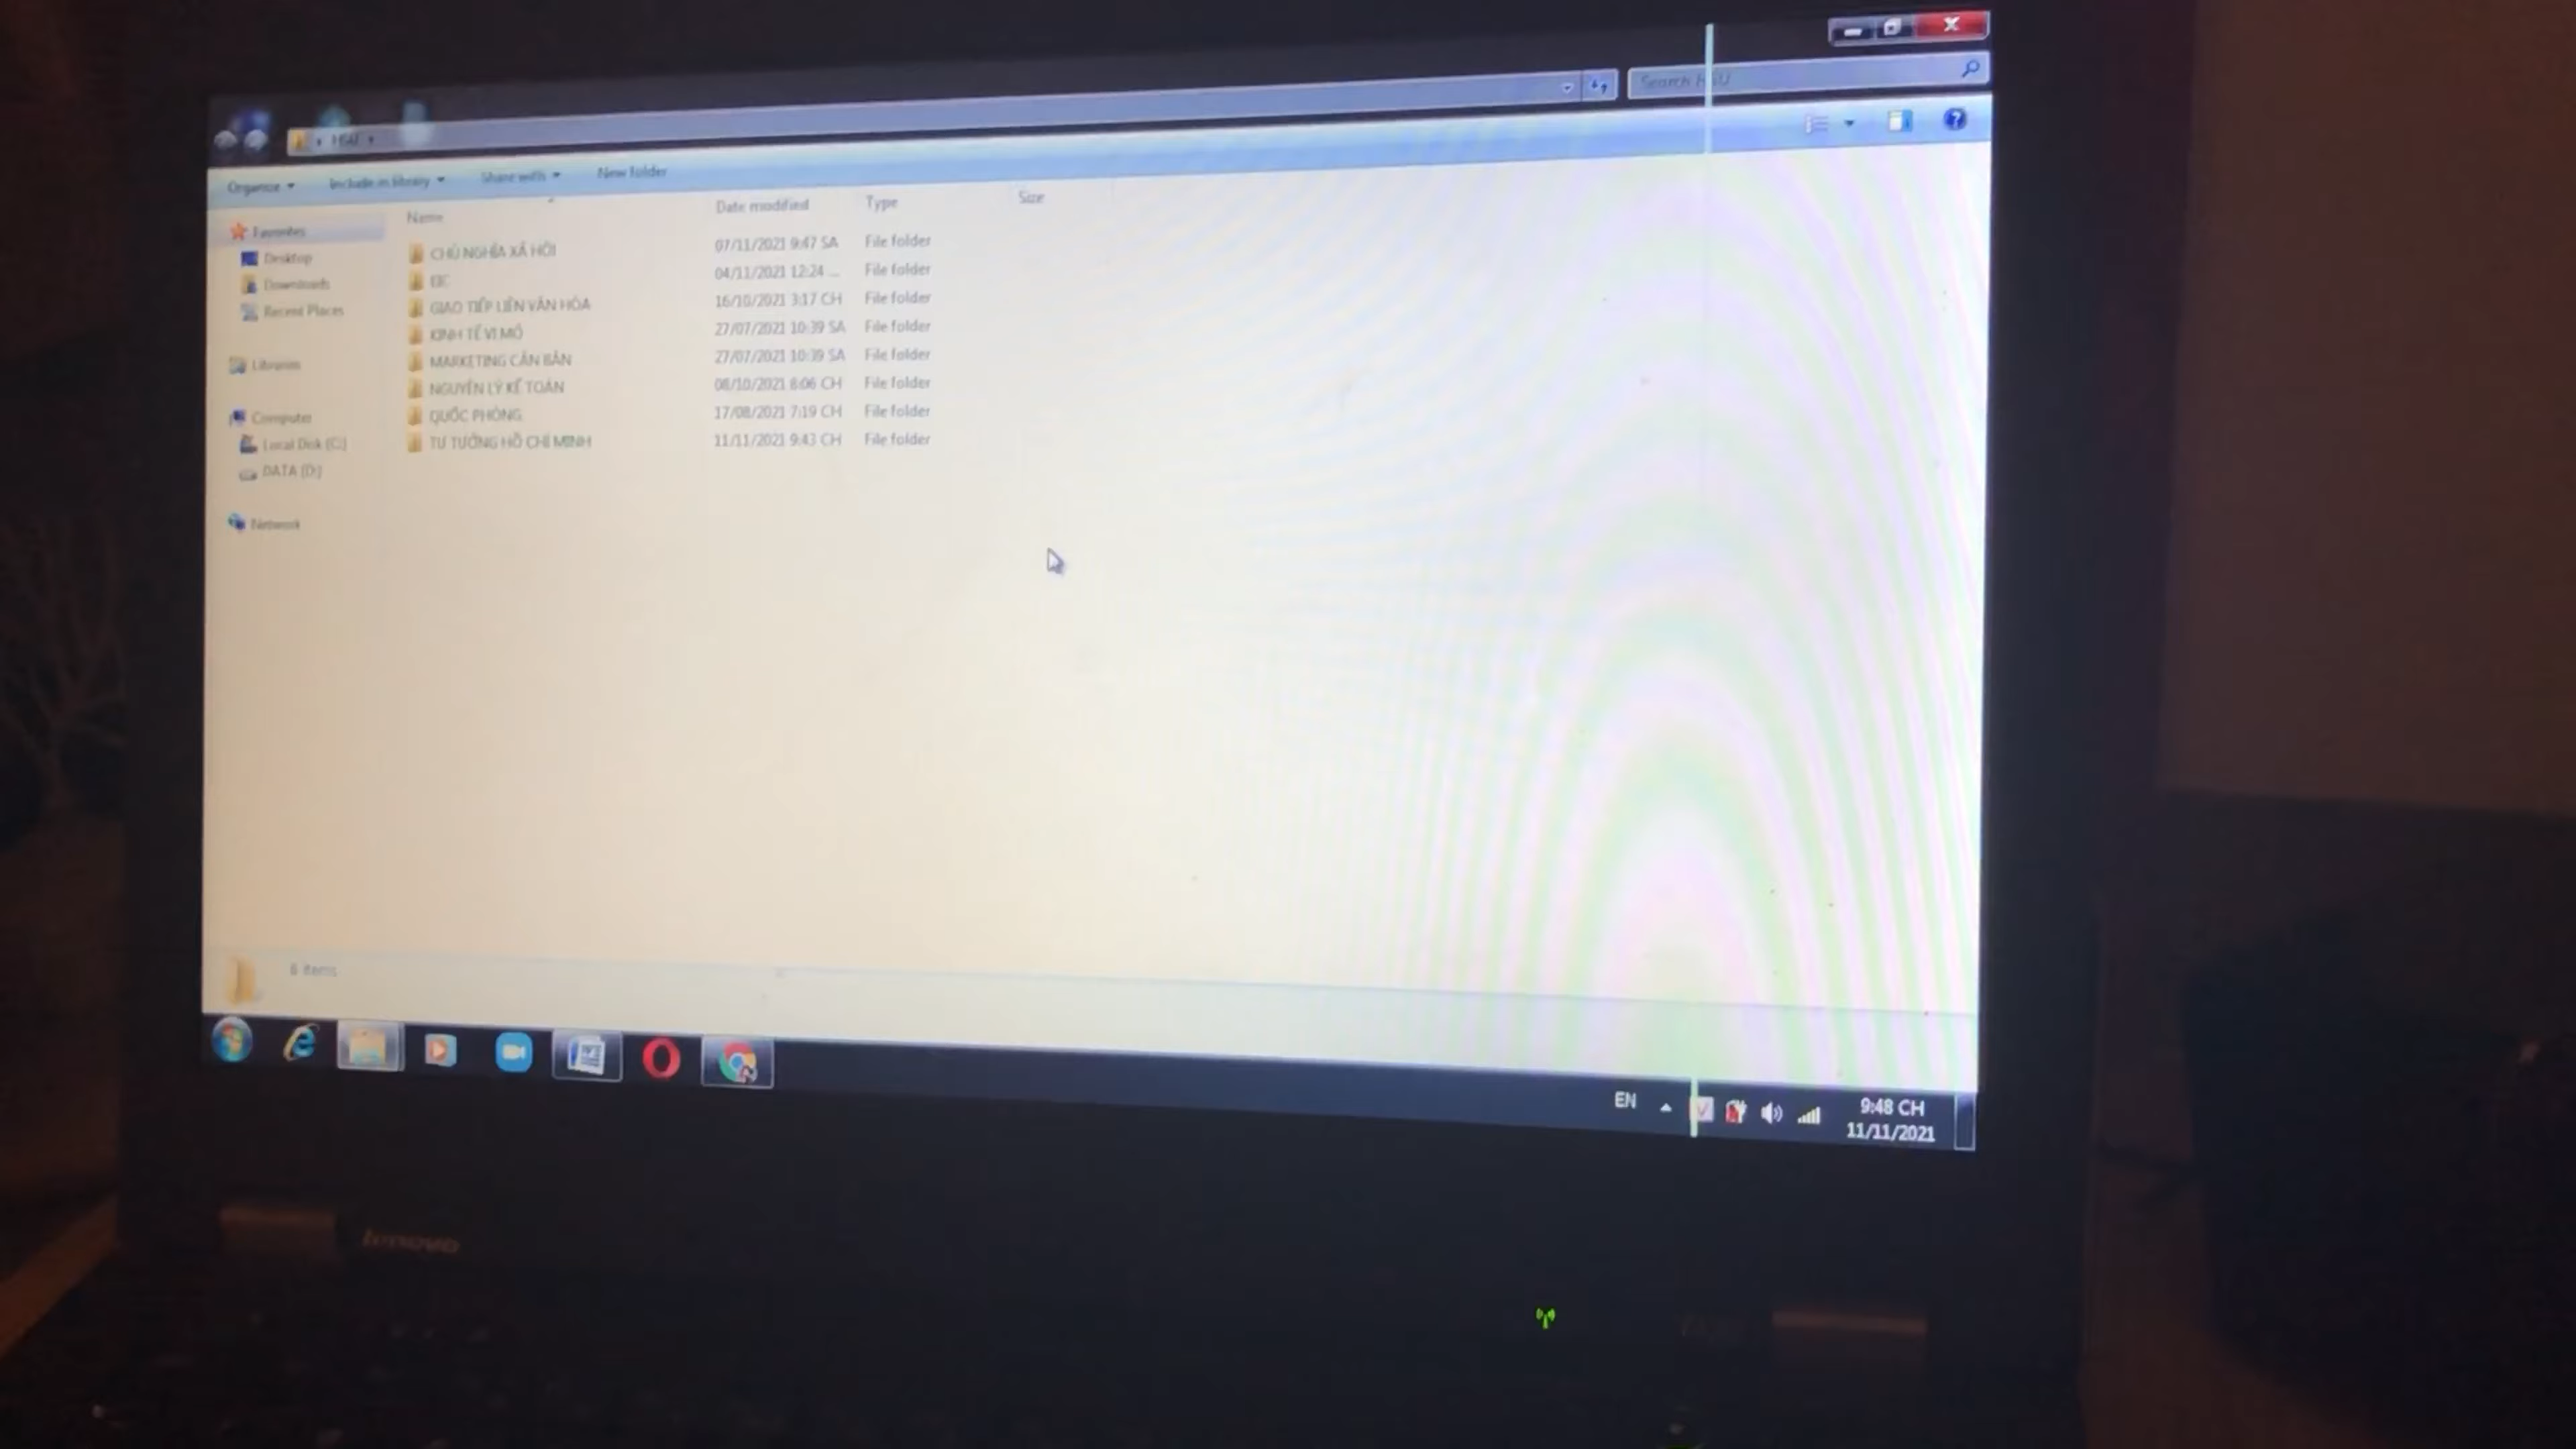 HSU
Search HSU
Organize
Include in library
Share with
New folder
Name
Date modified
Type
Size
Favorites
Desktop
Downloads
Recent Places
Libraries
Computer
Local Disk (C:)
DATA (D:)
Network
CHỦ NGHĨA XÃ HỘI 07/11/2021 9:47 SA File folder
EIC 04/11/2021 12:24 ... File folder
GIAO TIẾP LIÊN VĂN HÓA 16/10/2021 3:17 CH File folder
KINH TẾ VI MÔ 27/07/2021 10:39 SA File folder
MARKETING CĂN BẢN 27/07/2021 10:39 SA File folder
NGUYÊN LÝ KẾ TOÁN 08/10/2021 8:06 CH File folder
QUỐC PHÒNG 17/08/2021 7:19 CH File folder
TƯ TƯỞNG HỒ CHÍ MINH 11/11/2021 9:43 CH File folder
8 items
EN
V
9:48 CH
11/11/2021
lenovo